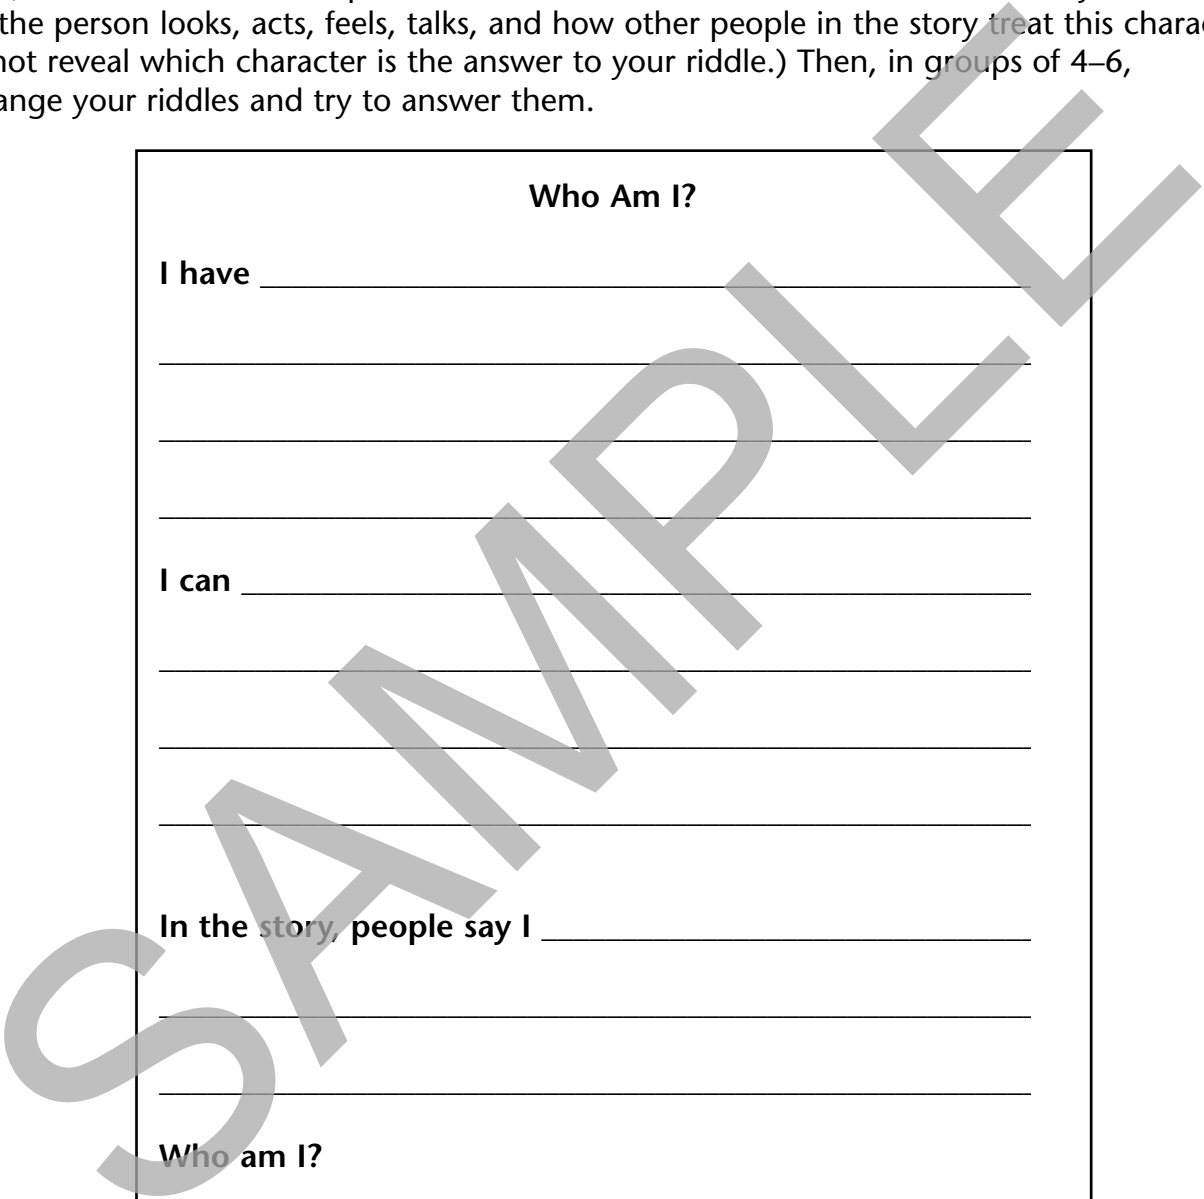 the person looks, acts, feels, talks, and how other people in the story treat this charac
not reveal which character is the answer to your riddle.) Then, in groups of 4–6,
ange your riddles and try to answer them.
Who Am I?
I have
I can
In the story, people say I
Who am I?
SAMPLE